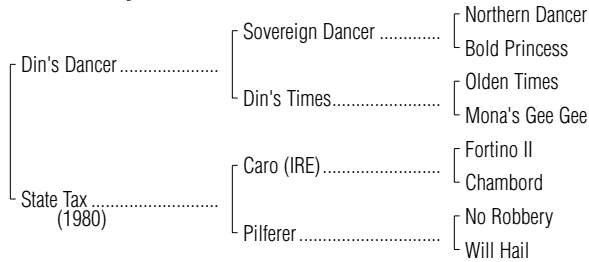 Northern Dancer
Sovereign Dancer .............
Bold Princess
Din's Dancer .....................
Olden Times
Din's Times.......................
Mona's Gee Gee
Fortino II
Caro (IRE).........................
Chambord
State Tax ...........................
(1980)
No Robbery
Pilferer ..............................
Will Hail